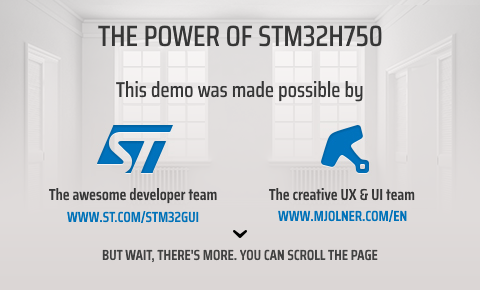 THE POWER OF STM32H750
This demo was made possible by
ST
The awesome developer team
The creative UX & UI team
WWW.ST.COM/STM32GUI
WWW.MJOLNER.COM/EN
BUT WAIT, THERE'S MORE. YOU CAN SCROLL THE PAGE